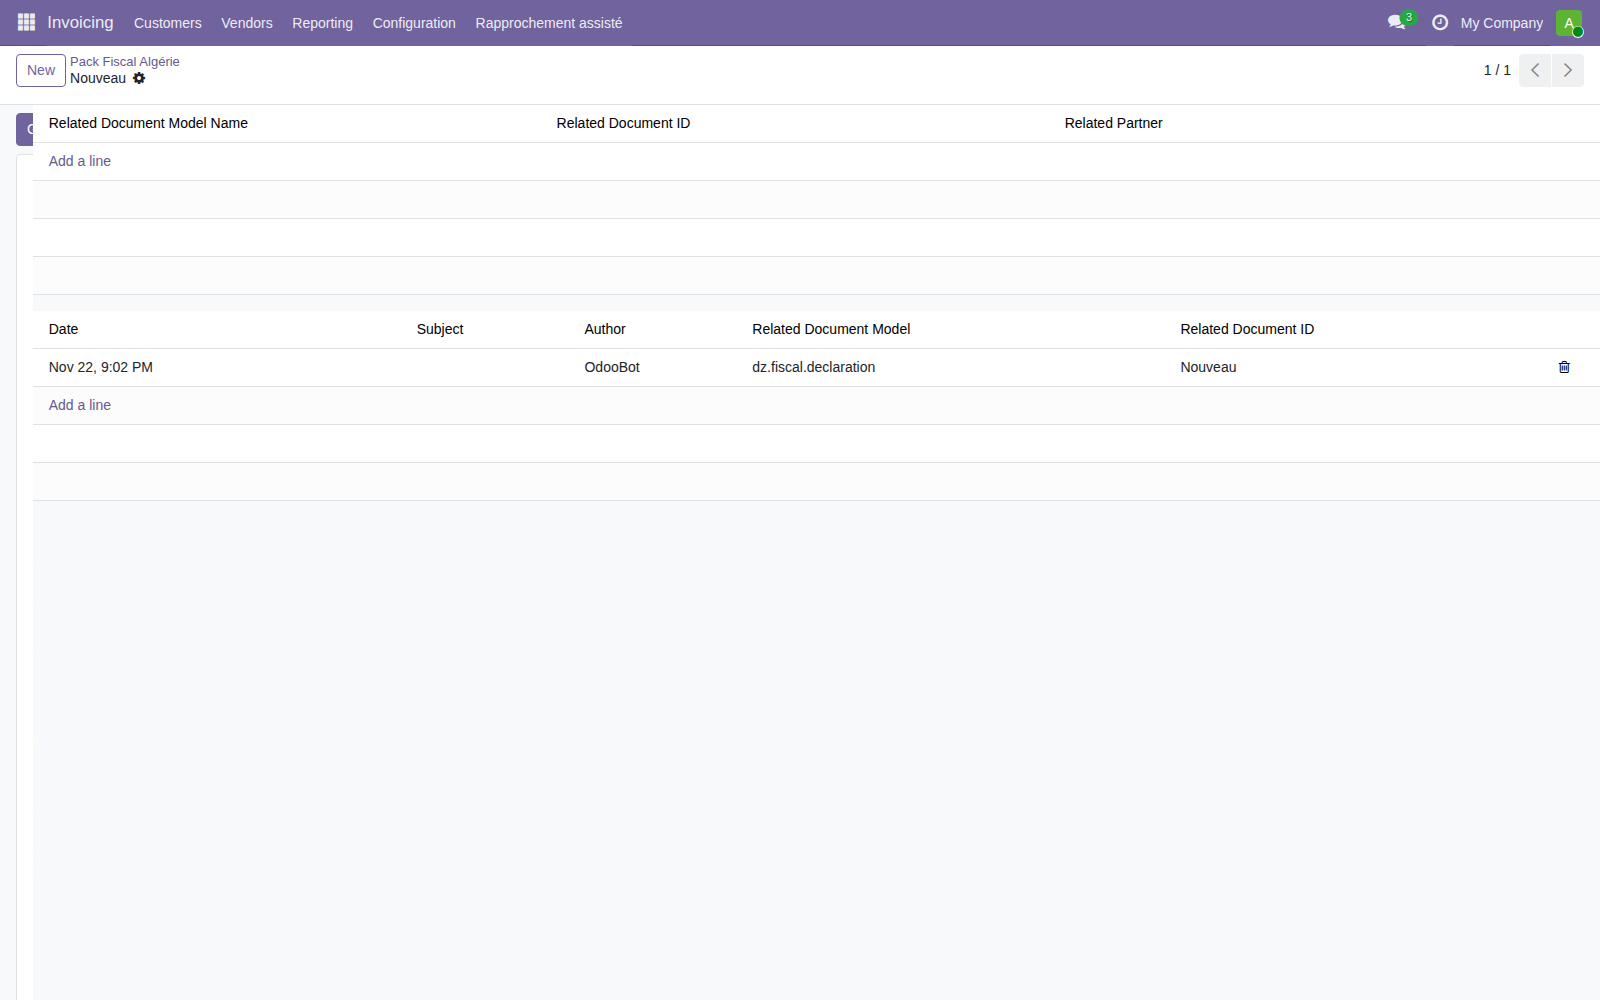 Invoicing Customers Vendors Reporting Configuration Rapprochement assisté 3 My Company A
New Pack Fiscal Algérie
Nouveau 1 / 1
Related Document Model Name Related Document ID Related Partner
Add a line
Date Subject Author Related Document Model Related Document ID
Nov 22, 9:02 PM OdooBot dz.fiscal.declaration Nouveau
Add a line